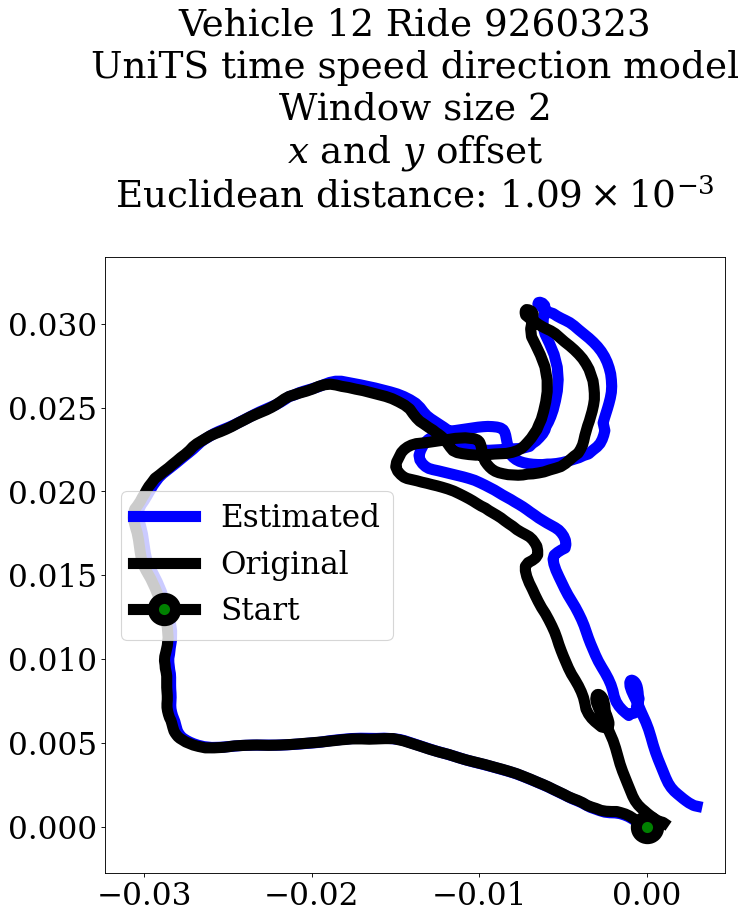 Vehicle 12 Ride 9260323
UniTS time speed direction model
Window size 2
x and y offset
Euclidean distance: 1.09 × 10⁻³
0.030
0.025
0.020
0.015
0.010
0.005
0.000
Estimated
Original
Start
−0.03 −0.02 −0.01 0.00